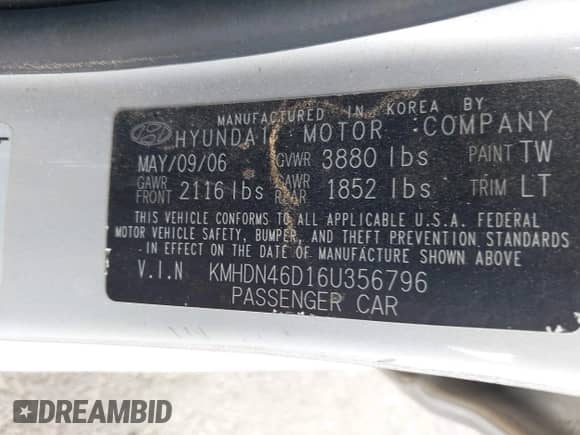 MANUFACTURED IN KOREA BY
HYUNDAI MOTOR COMPANY
MAY/09/06 GVWR 3880 lbs PAINT TW
GAWR FRONT 2116 lbs GAWR REAR 1852 lbs TRIM LT
THIS VEHICLE CONFORMS TO ALL APPLICABLE U.S.A. FEDERAL
MOTOR VEHICLE SAFETY, BUMPER, AND THEFT PREVENTION STANDARDS
IN EFFECT ON THE DATE OF MANUFACTURE SHOWN ABOVE
V.I.N KMHDN46D16U356796
PASSENGER CAR
DREAMBID